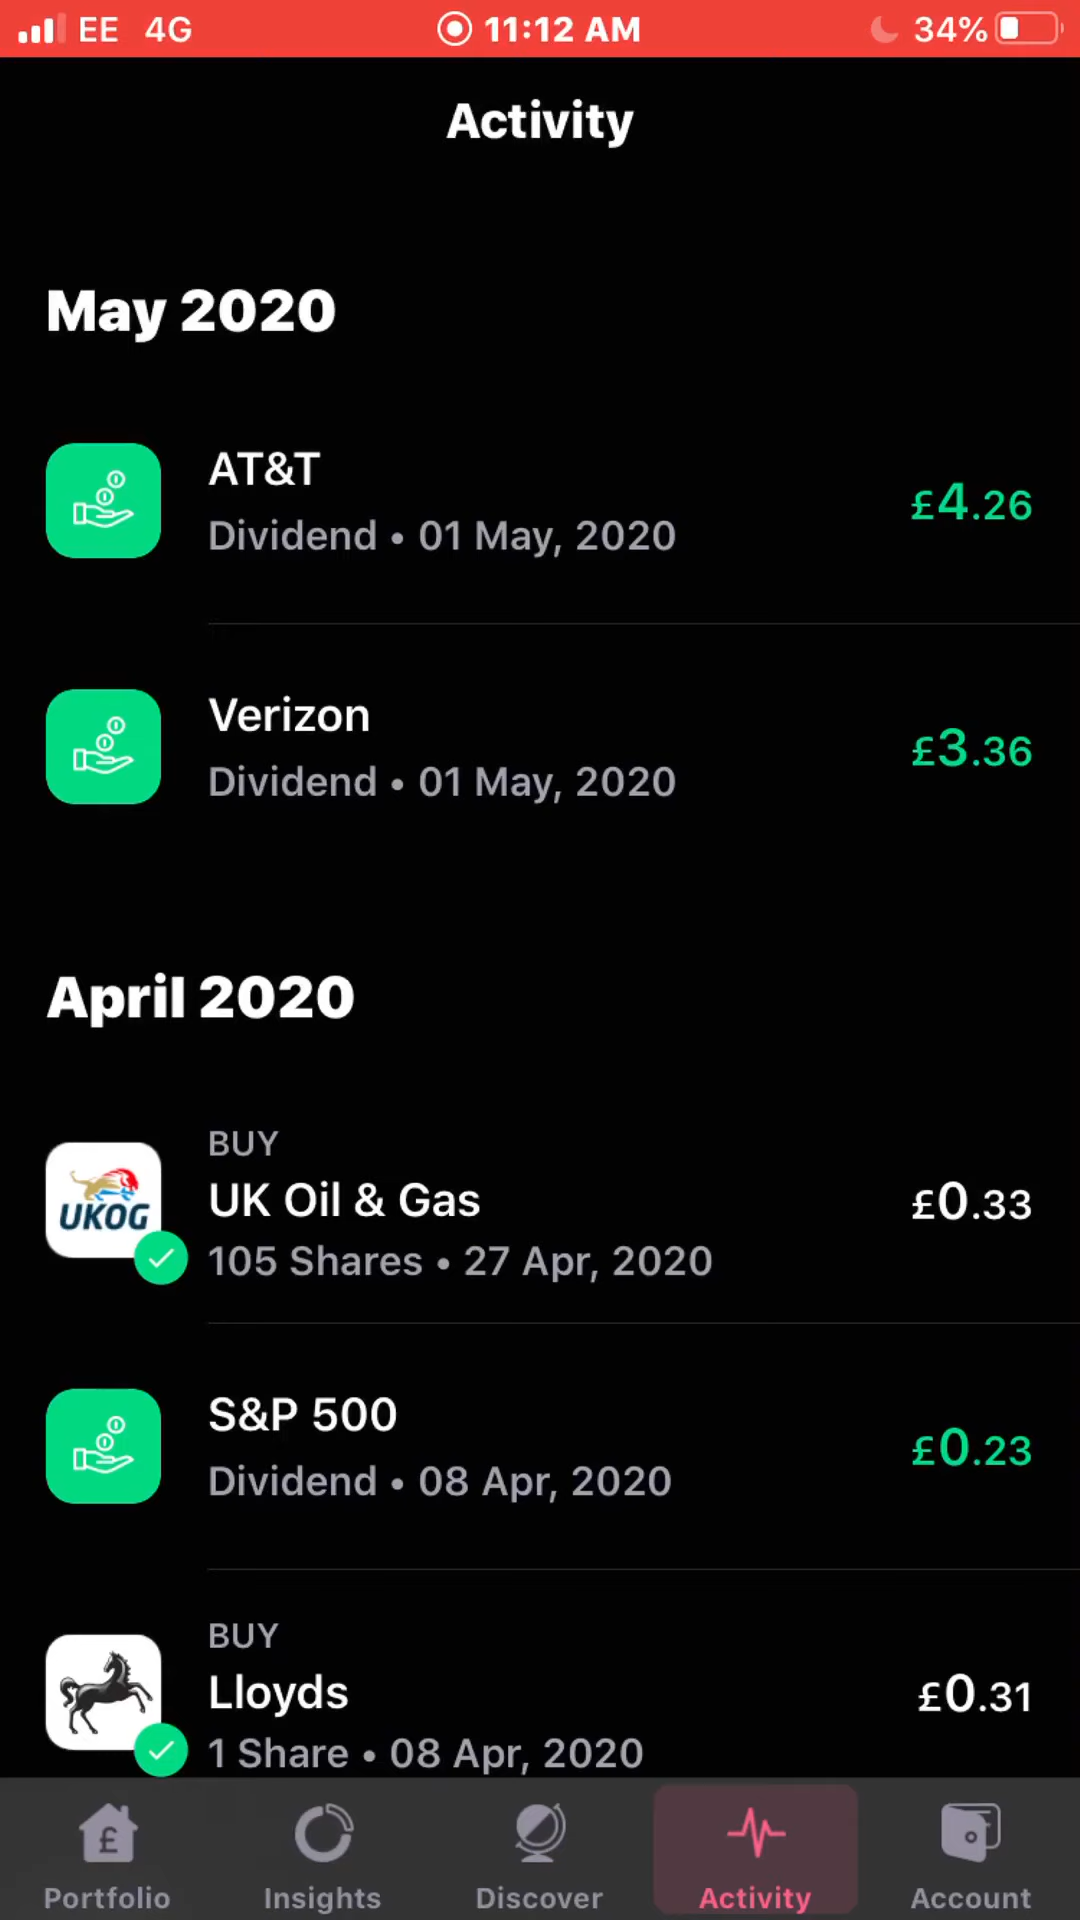 EE 4G 11:12 AM 34%
Activity
May 2020
AT&T
£4.26
Dividend • 01 May, 2020
Verizon
£3.36
Dividend • 01 May, 2020
April 2020
BUY
UKOG
UK Oil & Gas
£0.33
105 Shares • 27 Apr, 2020
S&P 500
£0.23
Dividend • 08 Apr, 2020
BUY
Lloyds
£0.31
1 Share • 08 Apr, 2020
£
Portfolio Insights Discover Activity Account